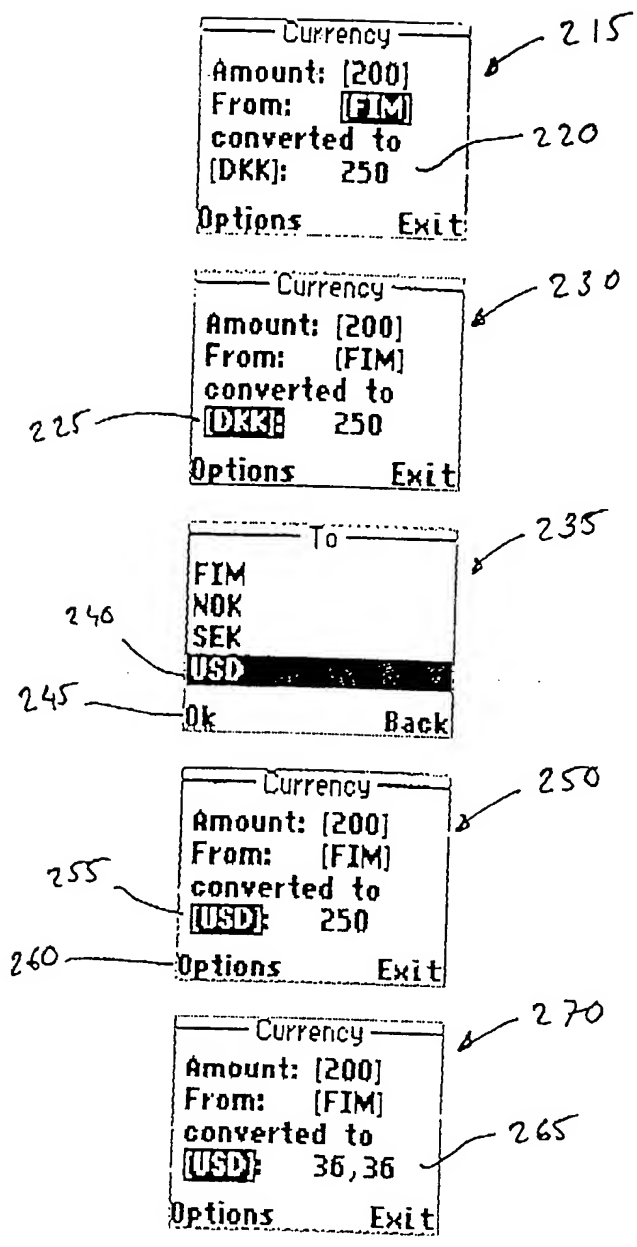 Currency
215
Amount: [200]
From: [FIM]
converted to
220
[DKK]: 250
Options Exit
Currency
230
Amount: [200]
From: [FIM]
converted to
225
[DKK]: 250
Options Exit
To
235
FIM
NOK
SEK
240
USD
245
Ok Back
Currency
250
Amount: [200]
From: [FIM]
converted to
255
[USD]: 250
260
Options Exit
Currency
270
Amount: [200]
From: [FIM]
converted to
265
[USD]: 36,36
Options Exit